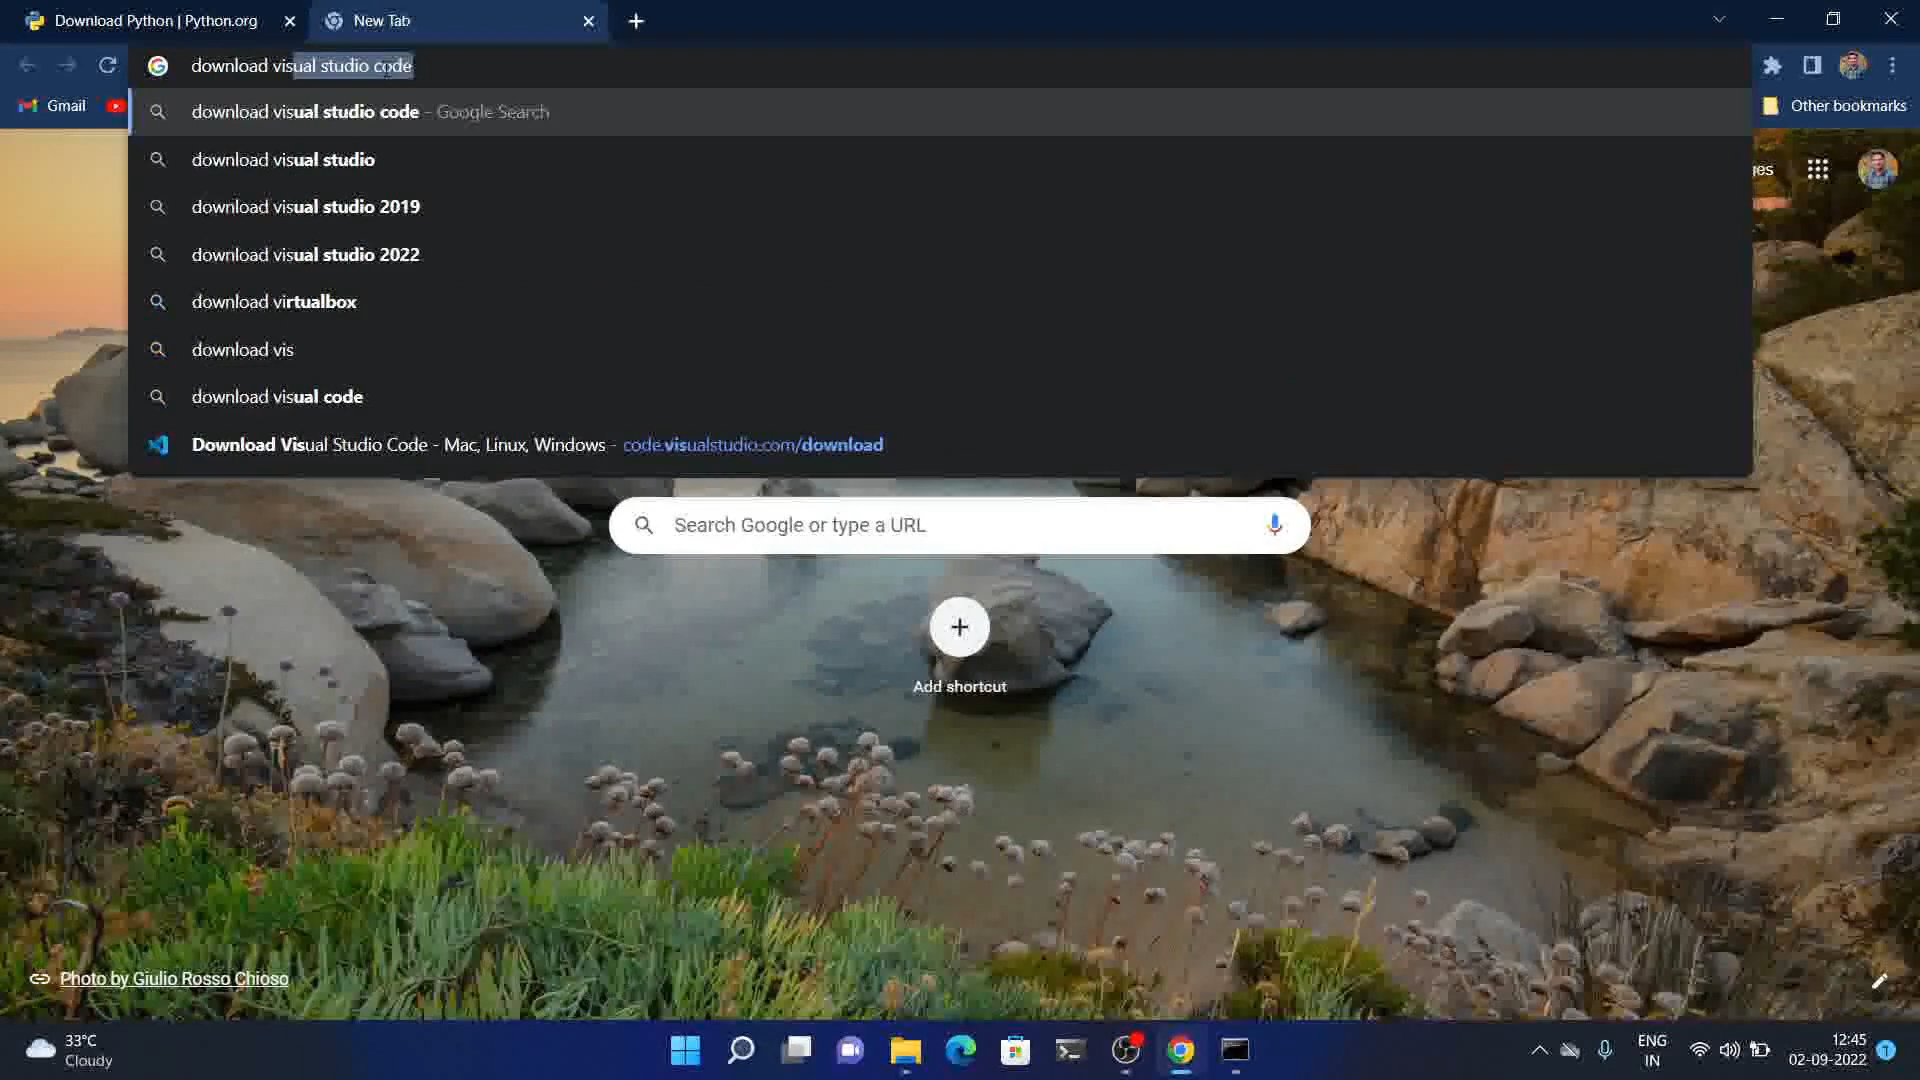 Download Python | Python.org
New Tab
download visual studio code
Gmail
Other bookmarks
download visual studio code - Google Search
download visual studio
ges
download visual studio 2019
download visual studio 2022
download virtualbox
download vis
download visual code
Download Visual Studio Code - Mac, Linux, Windows - code.visualstudio.com/download
Search Google or type a URL
Add shortcut
Photo by Giulio Rosso Chioso
33°C
Cloudy
ENG
IN
12:45
02-09-2022
1